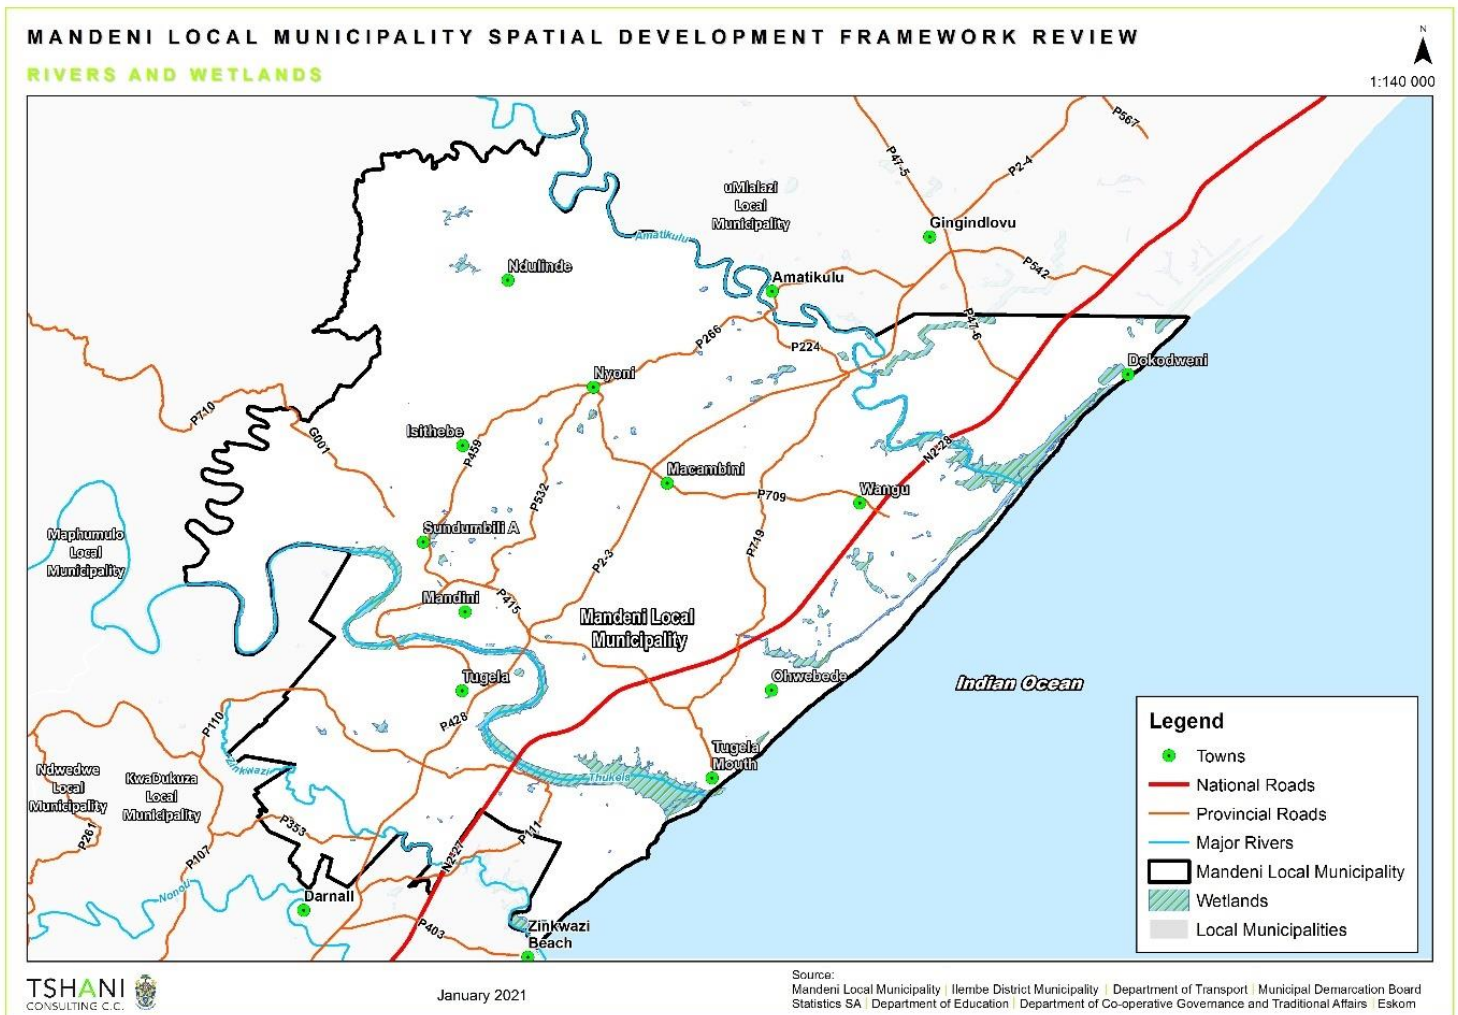 MANDENI LOCAL MUNICIPALITY SPATIAL DEVELOPMENT FRAMEWORK REVIEW
RIVERS AND WETLANDS
N
1:140 000
P567
P47-5
P2-4
uMlalazi
Local
Municipality
Gingindlovu
Amatikulu
P542
Ndulinde
Amatikulu
P47-6
P266
P224
Dokodweni
Nyoni
P710
G001
Isithebe
P459
N2-28
Macambini
P532
P709
Wangu
Sundumbili A
Maphumulo
Local
Municipality
P719
P2-3
Mandini
P415
Mandeni Local
Municipality
Tugela
Ohwebede
Indian Ocean
P110
P428
Tugela
Mouth
Zinkwazi
Thukela
Ndwedwe
Local
Municipality
KwaDukuza
Local
Municipality
P261
P353
P111
P107
N2-27
Nonoti
Darnall
P403
Zinkwazi
Beach
Legend
Towns
National Roads
Provincial Roads
Major Rivers
Mandeni Local Municipality
Wetlands
Local Municipalities
TSHANI
CONSULTING C.C.
January 2021
Source:
Mandeni Local Municipality | Ilembe District Municipality | Department of Transport | Municipal Demarcation Board
Statistics SA | Department of Education | Department of Co-operative Governance and Traditional Affairs | Eskom